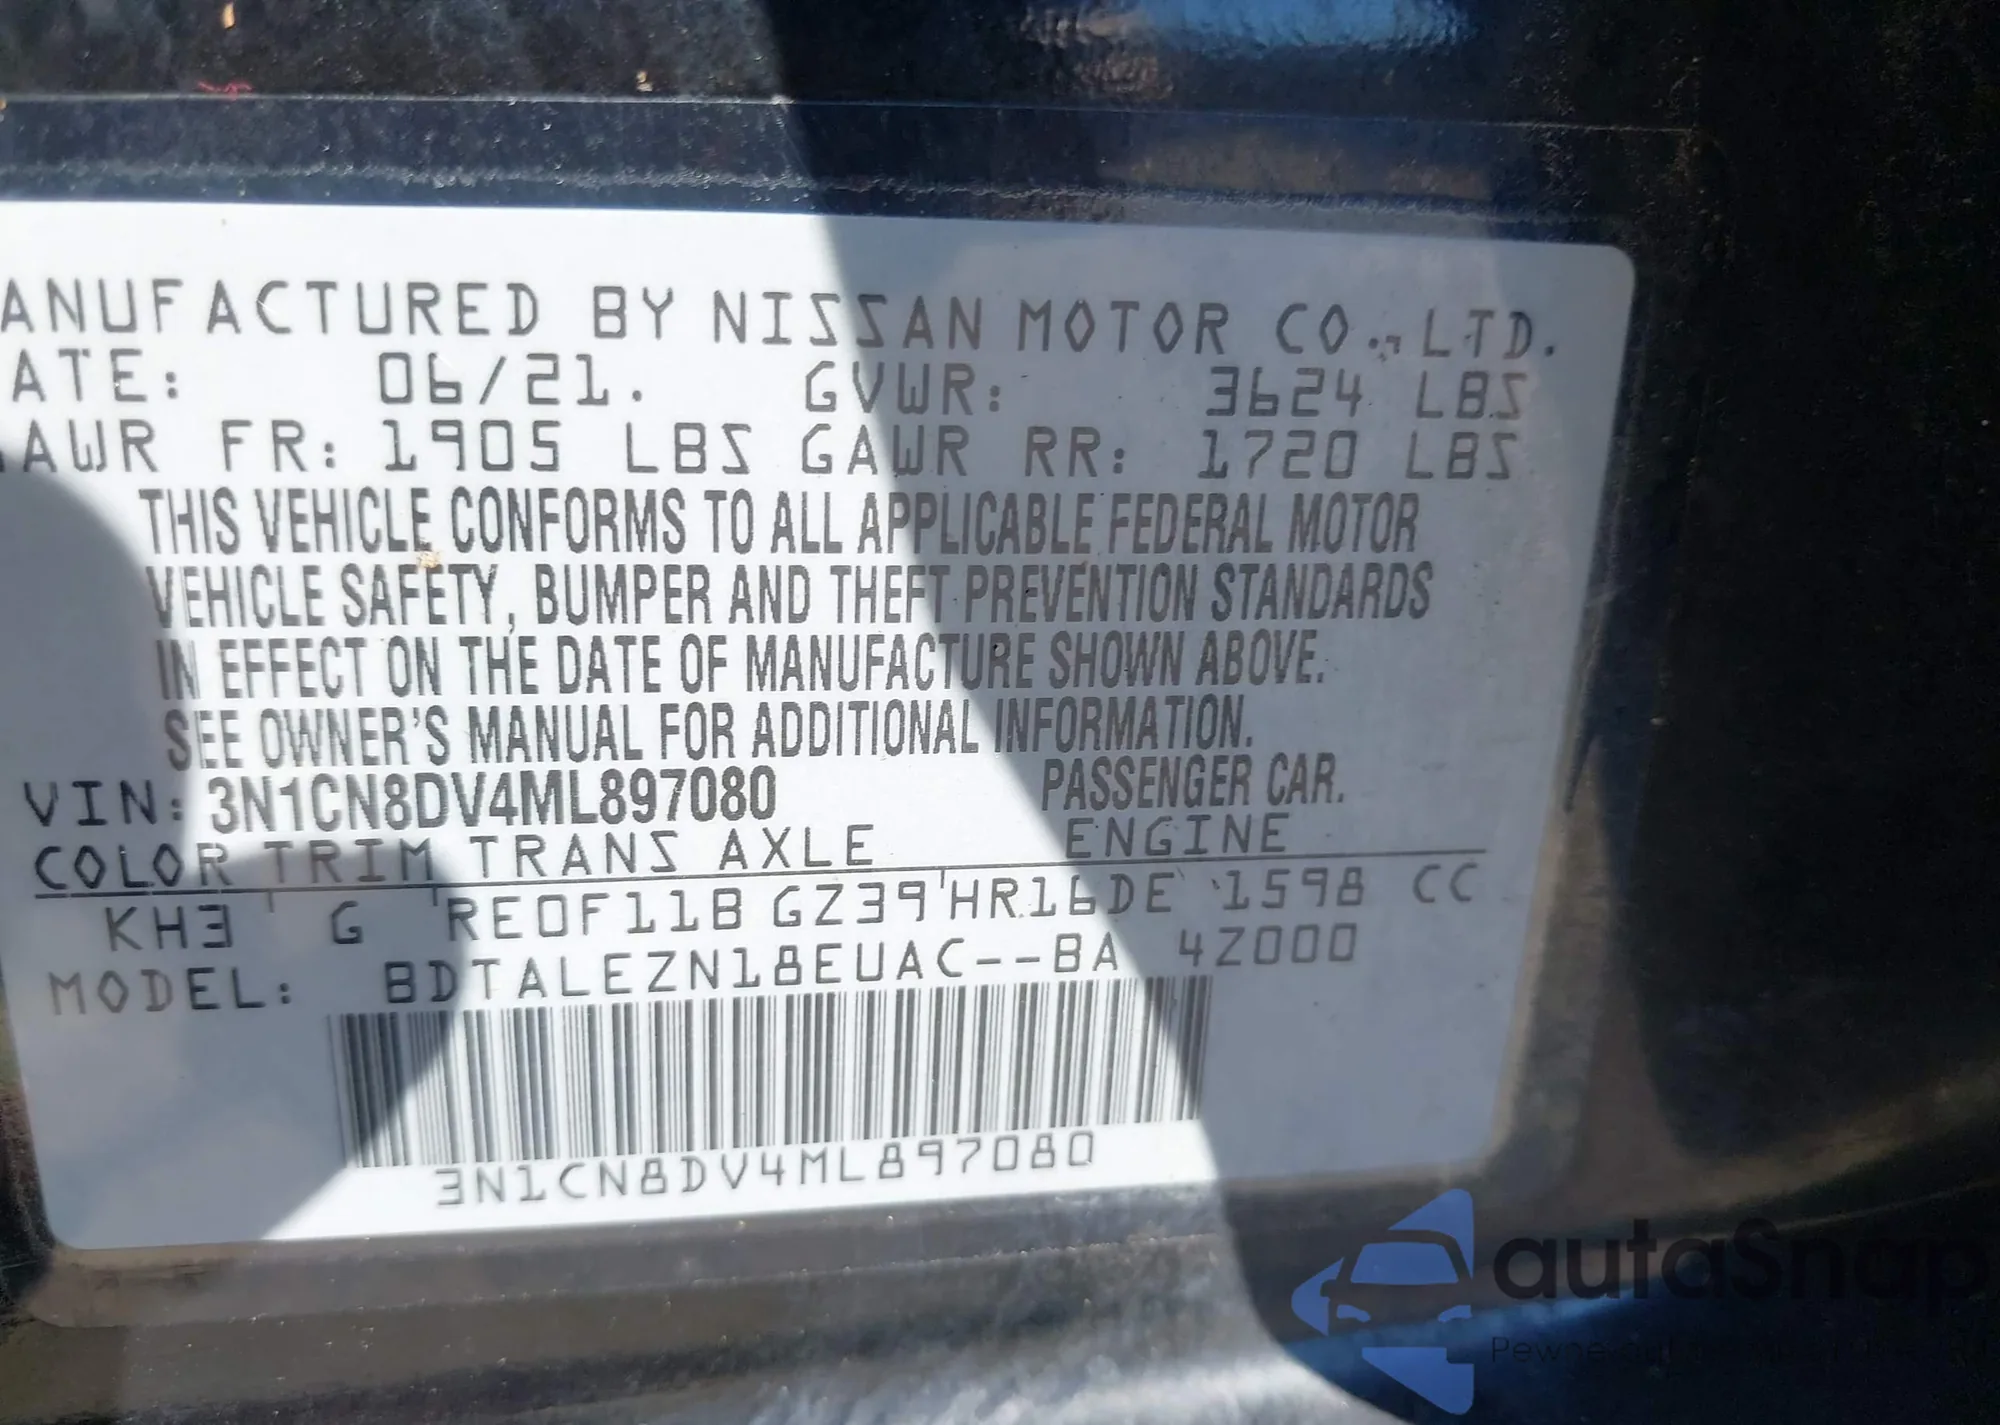 ANUFACTURED BY NISSAN MOTOR CO., LTD.
ATE: 06/21. GVWR: 3624 LBS
AWR FR: 1905 LBS GAWR RR: 1720 LBS
THIS VEHICLE CONFORMS TO ALL APPLICABLE FEDERAL MOTOR
VEHICLE SAFETY, BUMPER AND THEFT PREVENTION STANDARDS
IN EFFECT ON THE DATE OF MANUFACTURE SHOWN ABOVE.
SEE OWNER'S MANUAL FOR ADDITIONAL INFORMATION.
VIN: 3N1CN8DV4ML897080 PASSENGER CAR.
COLOR TRIM TRANS AXLE ENGINE
KH3 G RE0F11B GZ39 HR16DE 1598 CC
MODEL: BDTALEZN18EUAC--BA 4Z000
3N1CN8DV4ML897080
autaSnap